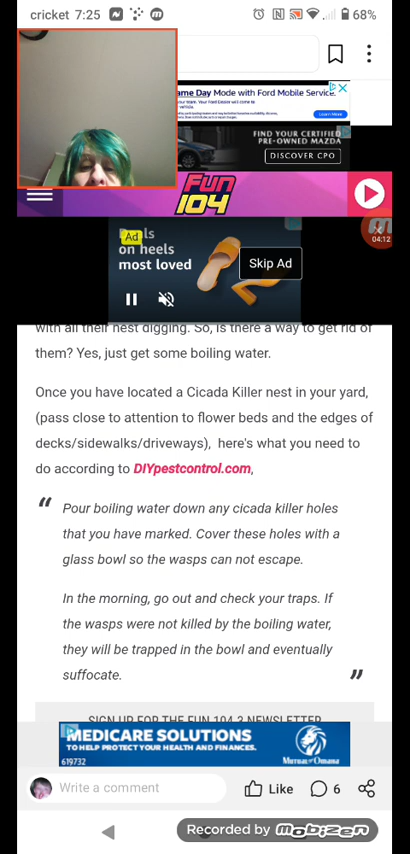 cricket 7:25
68%
ame Day Mode with Ford Mobile Service.
Learn More
FIND YOUR CERTIFIED
PRE-OWNED MAZDA
DISCOVER CPO
FUN
104
04:12
Ad
ls
on heels
most loved
Skip Ad
with all their nest digging. So, is there a way to get rid of
them? Yes, just get some boiling water.
Once you have located a Cicada Killer nest in your yard,
(pass close to attention to flower beds and the edges of
decks/sidewalks/driveways), here's what you need to
do according to DIYpestcontrol.com,
“
Pour boiling water down any cicada killer holes
that you have marked. Cover these holes with a
glass bowl so the wasps can not escape.
In the morning, go out and check your traps. If
the wasps were not killed by the boiling water,
they will be trapped in the bowl and eventually
suffocate.
”
SIGN UP FOR THE FUN 104.3 NEWSLETTER
MEDICARE SOLUTIONS
TO HELP PROTECT YOUR HEALTH AND FINANCES.
619732
MUTUAL of OMAHA
Write a comment
Like
6
Recorded by mobizen